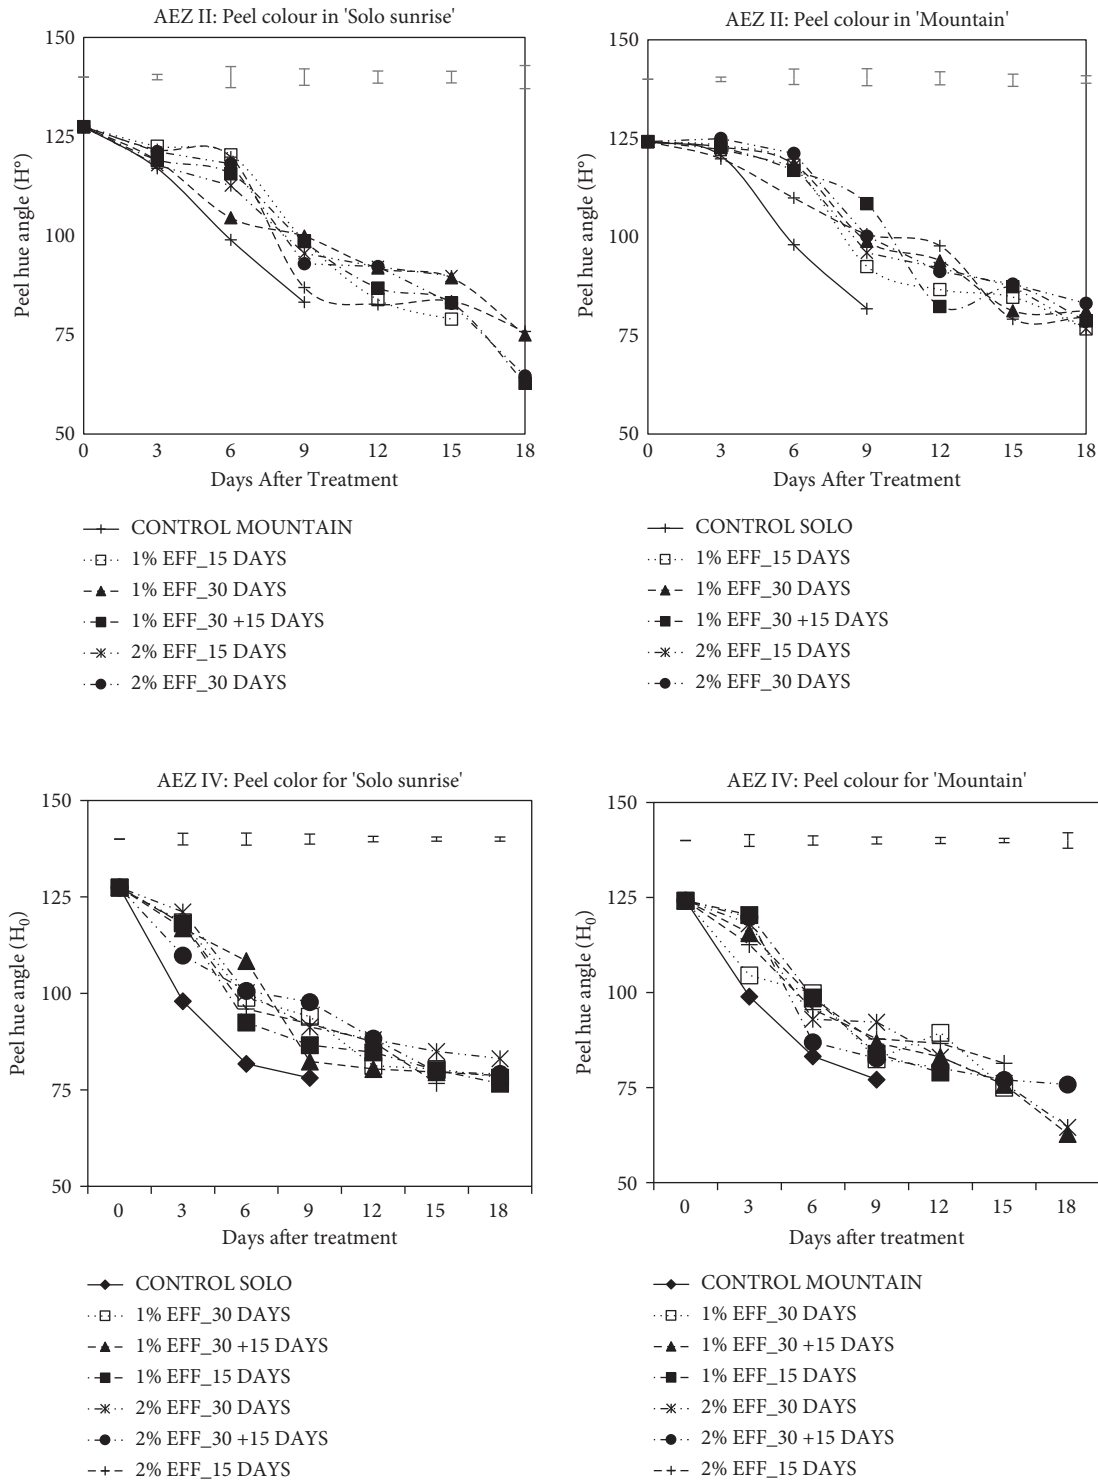 AEZ II: Peel colour in 'Solo sunrise'
150
125
100
75
50
Peel hue angle (H°)
0 3 6 9 12 15 18
Days After Treatment
CONTROL MOUNTAIN
1% EFF_15 DAYS
1% EFF_30 DAYS
1% EFF_30 +15 DAYS
2% EFF_15 DAYS
2% EFF_30 DAYS
AEZ II: Peel colour in 'Mountain'
150
125
100
75
50
Peel hue angle (H°)
0 3 6 9 12 15 18
Days After Treatment
CONTROL SOLO
1% EFF_15 DAYS
1% EFF_30 DAYS
1% EFF_30 +15 DAYS
2% EFF_15 DAYS
2% EFF_30 DAYS
AEZ IV: Peel color for 'Solo sunrise'
150
125
100
75
50
Peel hue angle (H0)
0 3 6 9 12 15 18
Days after treatment
CONTROL SOLO
1% EFF_30 DAYS
1% EFF_30 +15 DAYS
1% EFF_15 DAYS
2% EFF_30 DAYS
2% EFF_30 +15 DAYS
2% EFF_15 DAYS
AEZ IV: Peel colour for 'Mountain'
150
125
100
75
50
Peel hue angle (H0)
0 3 6 9 12 15 18
Days after treatment
CONTROL MOUNTAIN
1% EFF_30 DAYS
1% EFF_30 +15 DAYS
1% EFF_15 DAYS
2% EFF_30 DAYS
2% EFF_30 +15 DAYS
2% EFF_15 DAYS